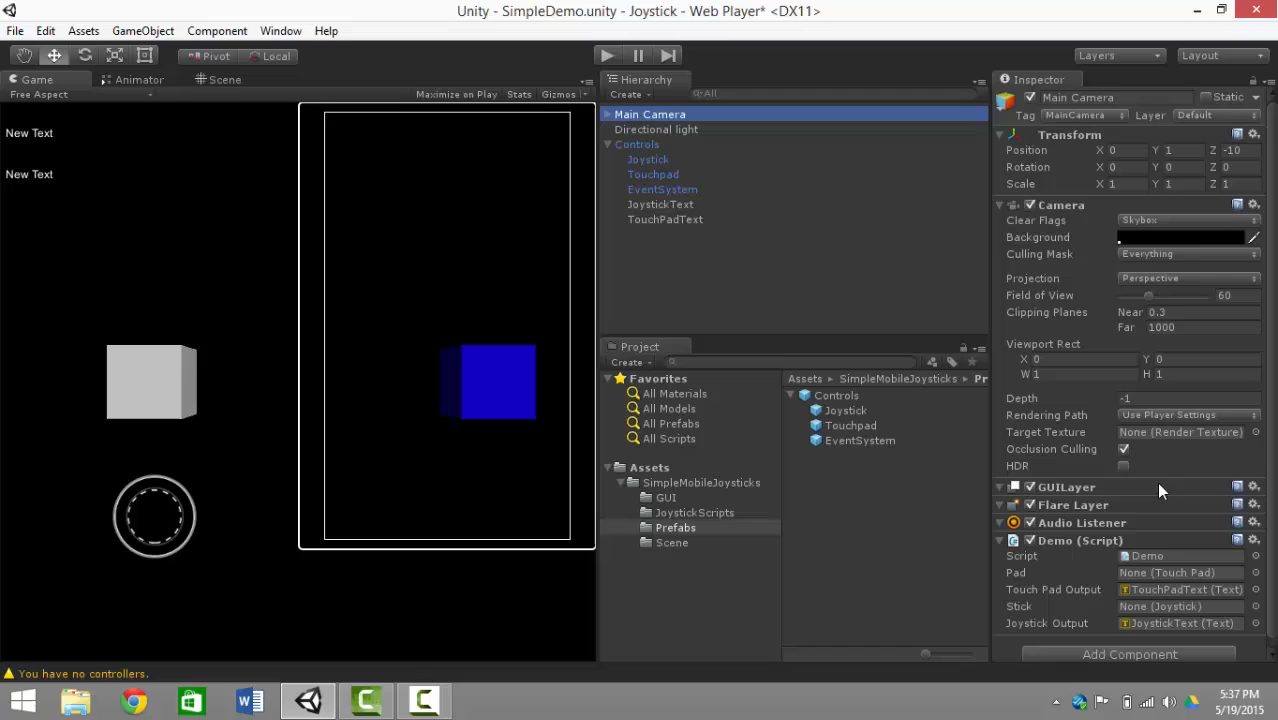 Unity - SimpleDemo.unity - Joystick - Web Player* <DX11>
File Edit Assets GameObject Component Window Help
Pivot Local Layers Layout
Game Animator Scene
Free Aspect Maximize on Play Stats Gizmos
New Text
New Text
Hierarchy
Create All
Main Camera
Directional light
Controls
Joystick
Touchpad
EventSystem
JoystickText
TouchPadText
Project
Create
Favorites
All Materials
All Models
All Prefabs
All Scripts
Assets
SimpleMobileJoysticks
GUI
JoystickScripts
Prefabs
Scene
Assets SimpleMobileJoysticks Pr
Controls
Joystick
Touchpad
EventSystem
Inspector
Main Camera Static
Tag MainCamera Layer Default
Transform
Position X 0 Y 1 Z -10
Rotation X 0 Y 0 Z 0
Scale X 1 Y 1 Z 1
Camera
Clear Flags Skybox
Background
Culling Mask Everything
Projection Perspective
Field of View 60
Clipping Planes Near 0.3
Far 1000
Viewport Rect
X 0 Y 0
W 1 H 1
Depth -1
Rendering Path Use Player Settings
Target Texture None (Render Texture)
Occlusion Culling
HDR
GUILayer
Flare Layer
Audio Listener
Demo (Script)
Script Demo
Pad None (Touch Pad)
Touch Pad Output TouchPadText (Text)
Stick None (Joystick)
Joystick Output JoystickText (Text)
Add Component
You have no controllers.
5:37 PM
5/19/2015